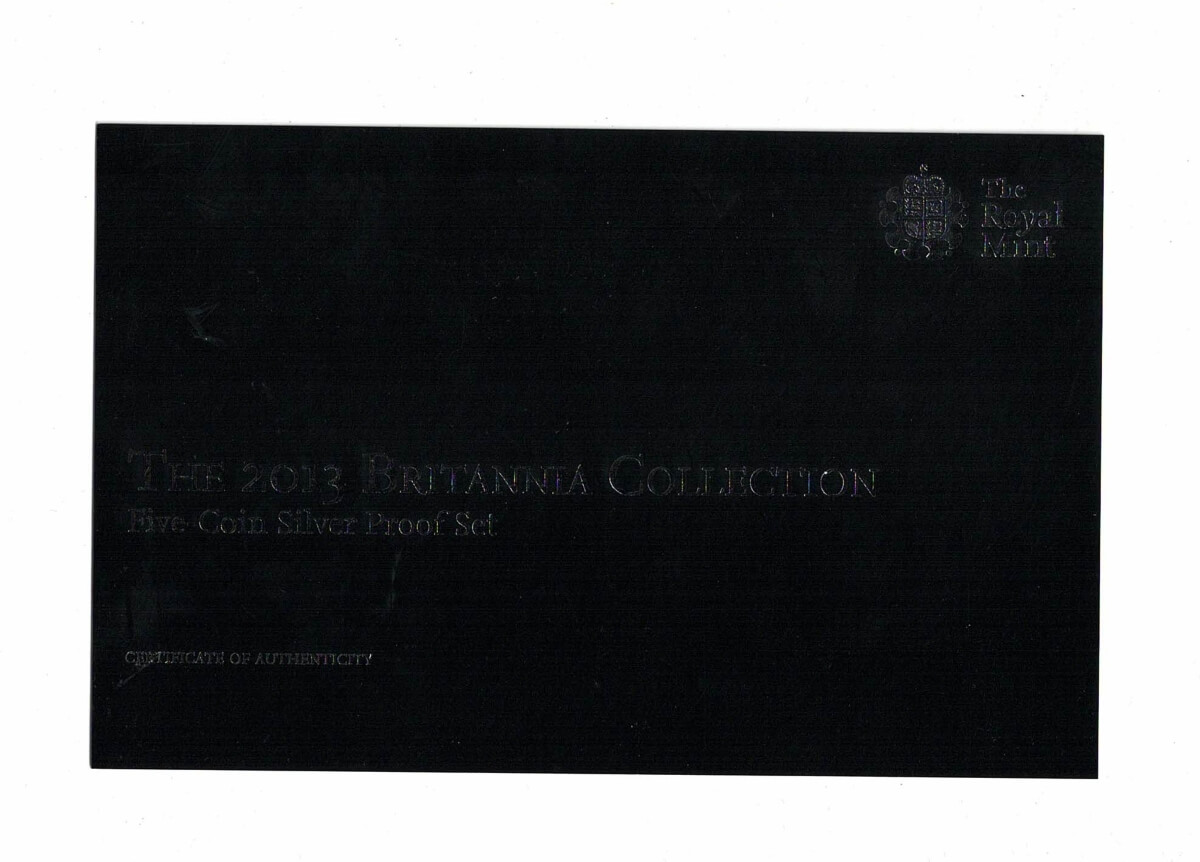 The
Royal
Mint
THE 2013 BRITANNIA COLLECTION
Five-Coin Silver Proof Set
CERTIFICATE OF AUTHENTICITY